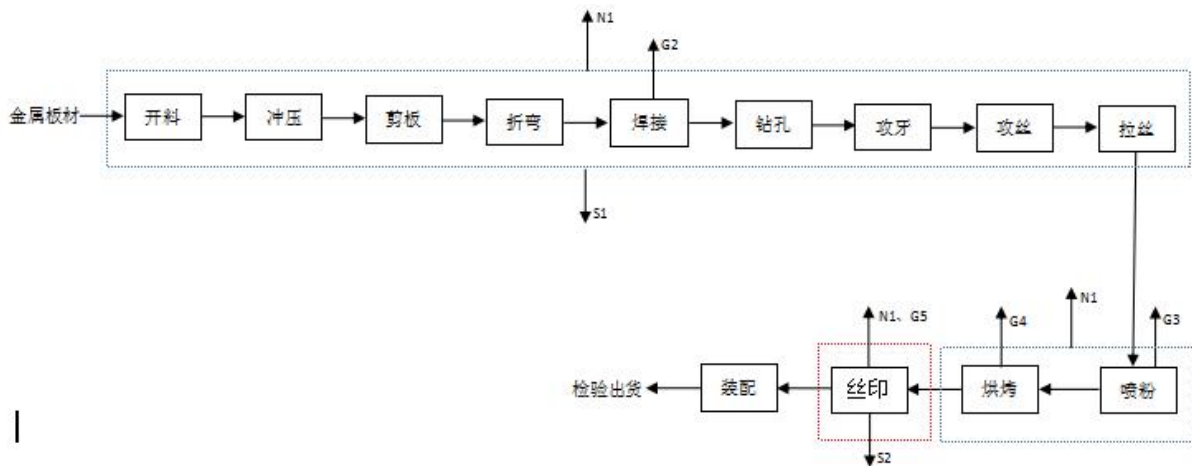 N1
G2
金属板材 开料 冲压 剪板 折弯 焊接 钻孔 攻牙 攻丝 拉丝
S1
N1
N1、G5 G4 G3
检验出货 装配 丝印 烘烤 喷粉
S2